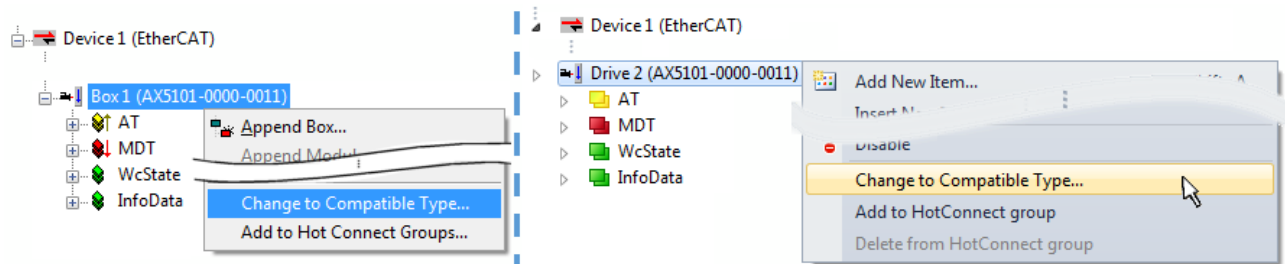 Device 1 (EtherCAT)
Box 1 (AX5101-0000-0011)
AT
MDT
WcState
InfoData
Append Box...
Append Modul
Change to Compatible Type...
Add to Hot Connect Groups...
Device 1 (EtherCAT)
Drive 2 (AX5101-0000-0011)
AT
MDT
WcState
InfoData
Add New Item...
Insert
Disable
Change to Compatible Type...
Add to HotConnect group
Delete from HotConnect group